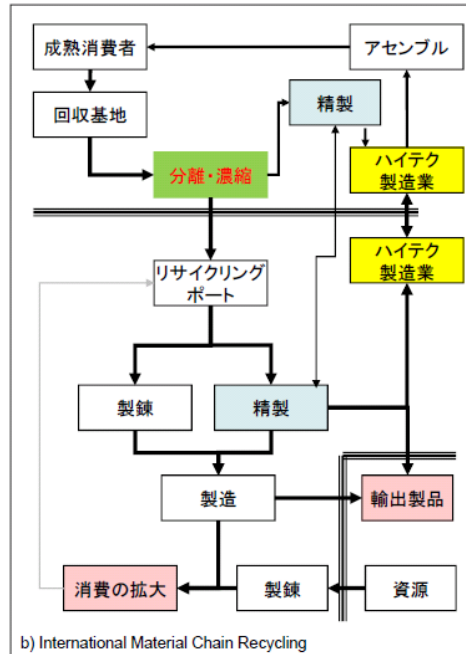 成熟消費者
アセンブル
回収基地
精製
分離・濃縮
ハイテク
製造業
ハイテク
製造業
リサイクリング
ポート
製錬
精製
製造
輸出製品
消費の拡大
製錬
資源
b) International Material Chain Recycling